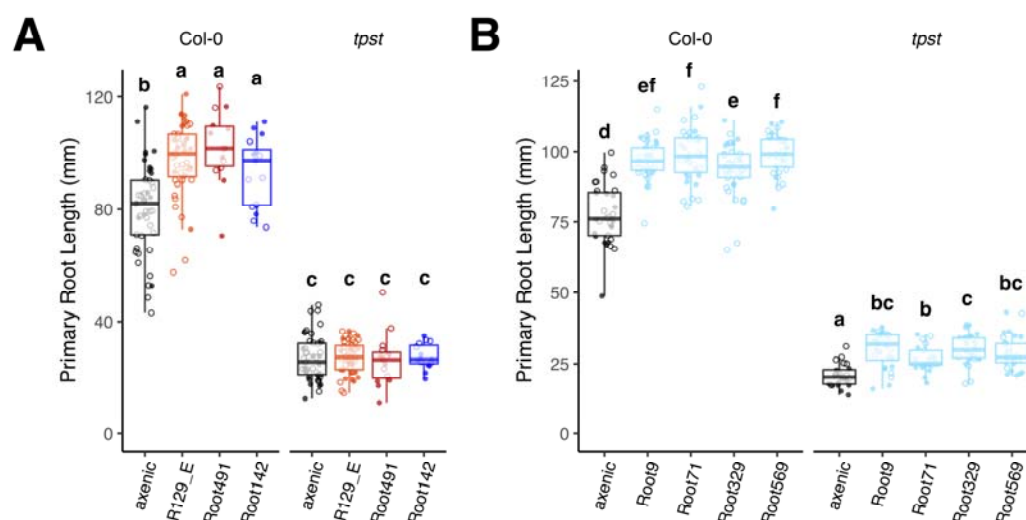 A
Col-0
tpst
Primary Root Length (mm)
120
80
40
0
b
a
a
a
c
c
c
c
axenic
R129_E
Root491
Root142
axenic
R129_E
Root491
Root142
B
Col-0
tpst
Primary Root Length (mm)
125
100
75
50
25
0
d
ef
f
e
f
a
bc
b
c
bc
axenic
Root9
Root71
Root329
Root569
axenic
Root9
Root71
Root329
Root569